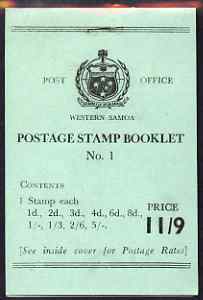 POST OFFICE
WESTERN SAMOA
POSTAGE STAMP BOOKLET
No. 1
CONTENTS
1 Stamp each
1d., 2d., 3d., 4d., 6d., 8d.,
1/-, 1/3, 2/6, 5/-.
PRICE
11/9
[See inside cover for Postage Rates]